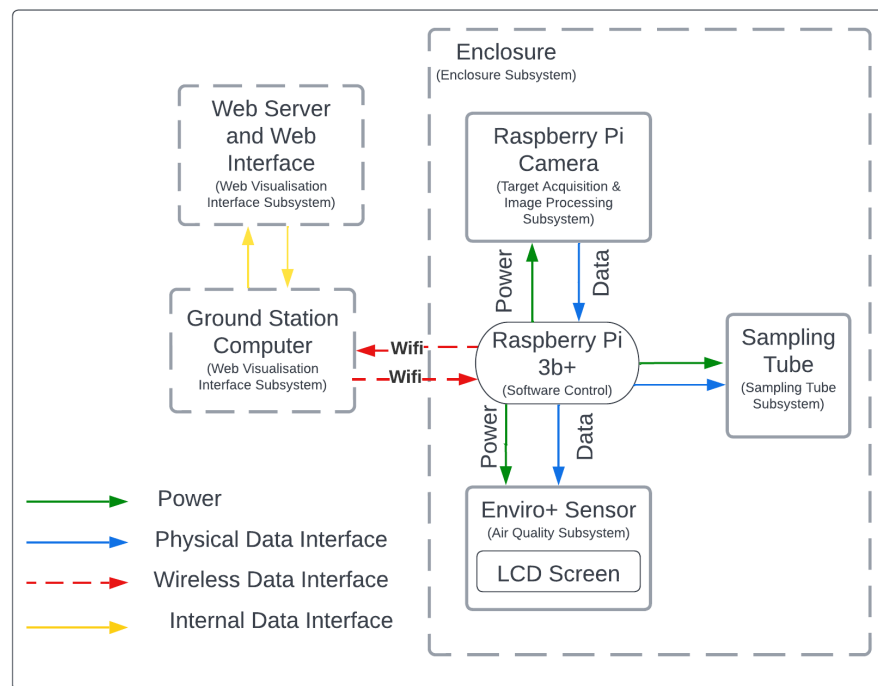 Enclosure
(Enclosure Subsystem)
Web Server
and Web
Interface
(Web Visualisation
Interface Subsystem)
Raspberry Pi
Camera
(Target Acquisition &
Image Processing
Subsystem)
Power
Data
Ground Station
Computer
(Web Visualisation
Interface Subsystem)
Wifi
Wifi
Raspberry Pi
3b+
(Software Control)
Sampling
Tube
(Sampling Tube
Subsystem)
Power
Data
Enviro+ Sensor
(Air Quality Subsystem)
LCD Screen
Power
Physical Data Interface
Wireless Data Interface
Internal Data Interface